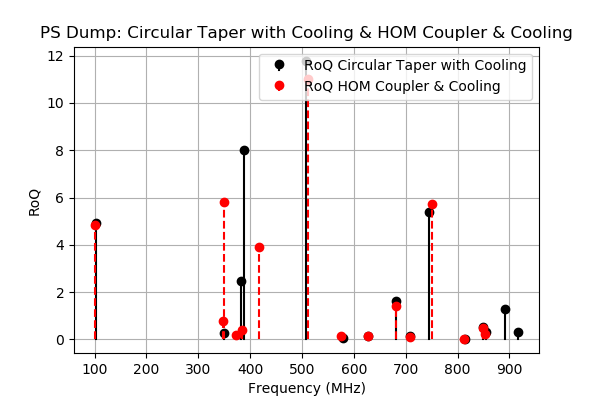 PS Dump: Circular Taper with Cooling & HOM Coupler & Cooling
RoQ Circular Taper with Cooling
RoQ HOM Coupler & Cooling
RoQ
12
10
8
6
4
2
0
100 200 300 400 500 600 700 800 900
Frequency (MHz)